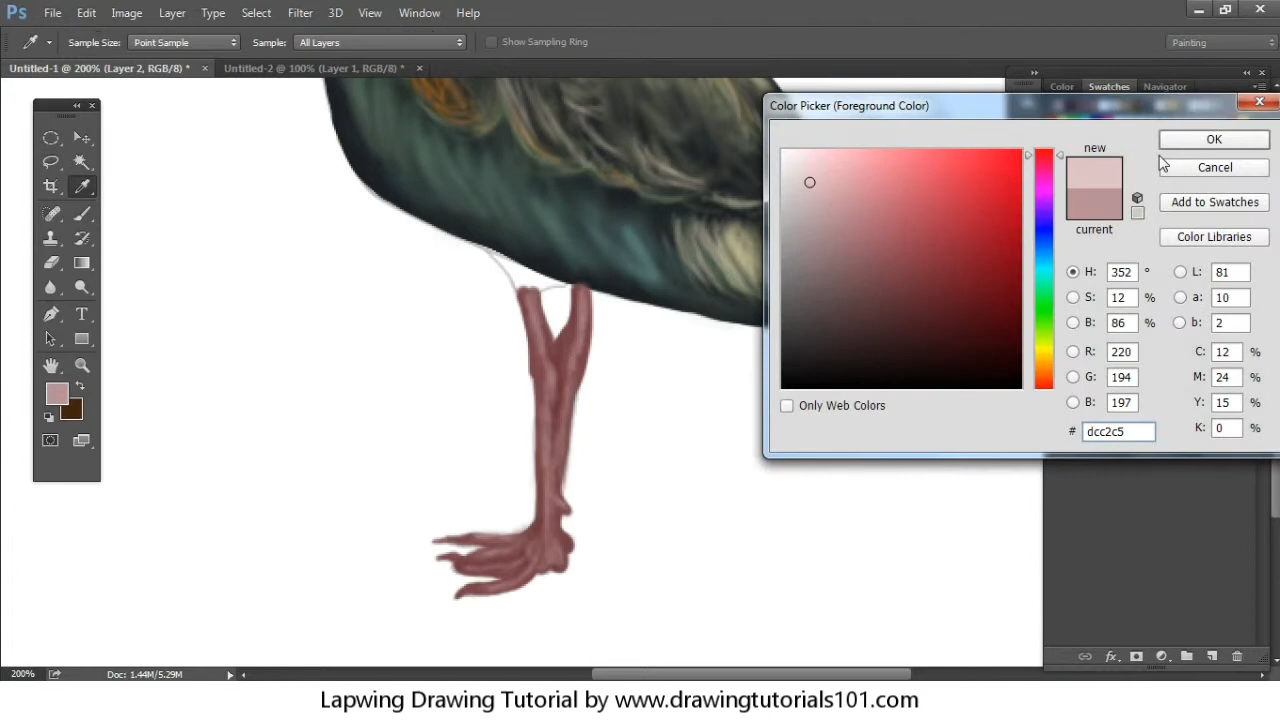 Ps File Edit Image Layer Type Select Filter 3D View Window Help
Sample Size: Point Sample Sample: All Layers Show Sampling Ring Painting
Untitled-1 @ 200% (Layer 2, RGB/8) * × Untitled-2 @ 100% (Layer 1, RGB/8) * ×
Color Swatches Navigator
Color Picker (Foreground Color)
OK
new
Cancel
Add to Swatches
current
Color Libraries
H: 352 ° L: 81
S: 12 % a: 10
B: 86 % b: 2
R: 220 C: 12 %
G: 194 M: 24 %
B: 197 Y: 15 %
Only Web Colors
# dcc2c5 K: 0 %
T
fx
200% Doc: 1.44M/5.29M
Lapwing Drawing Tutorial by www.drawingtutorials101.com